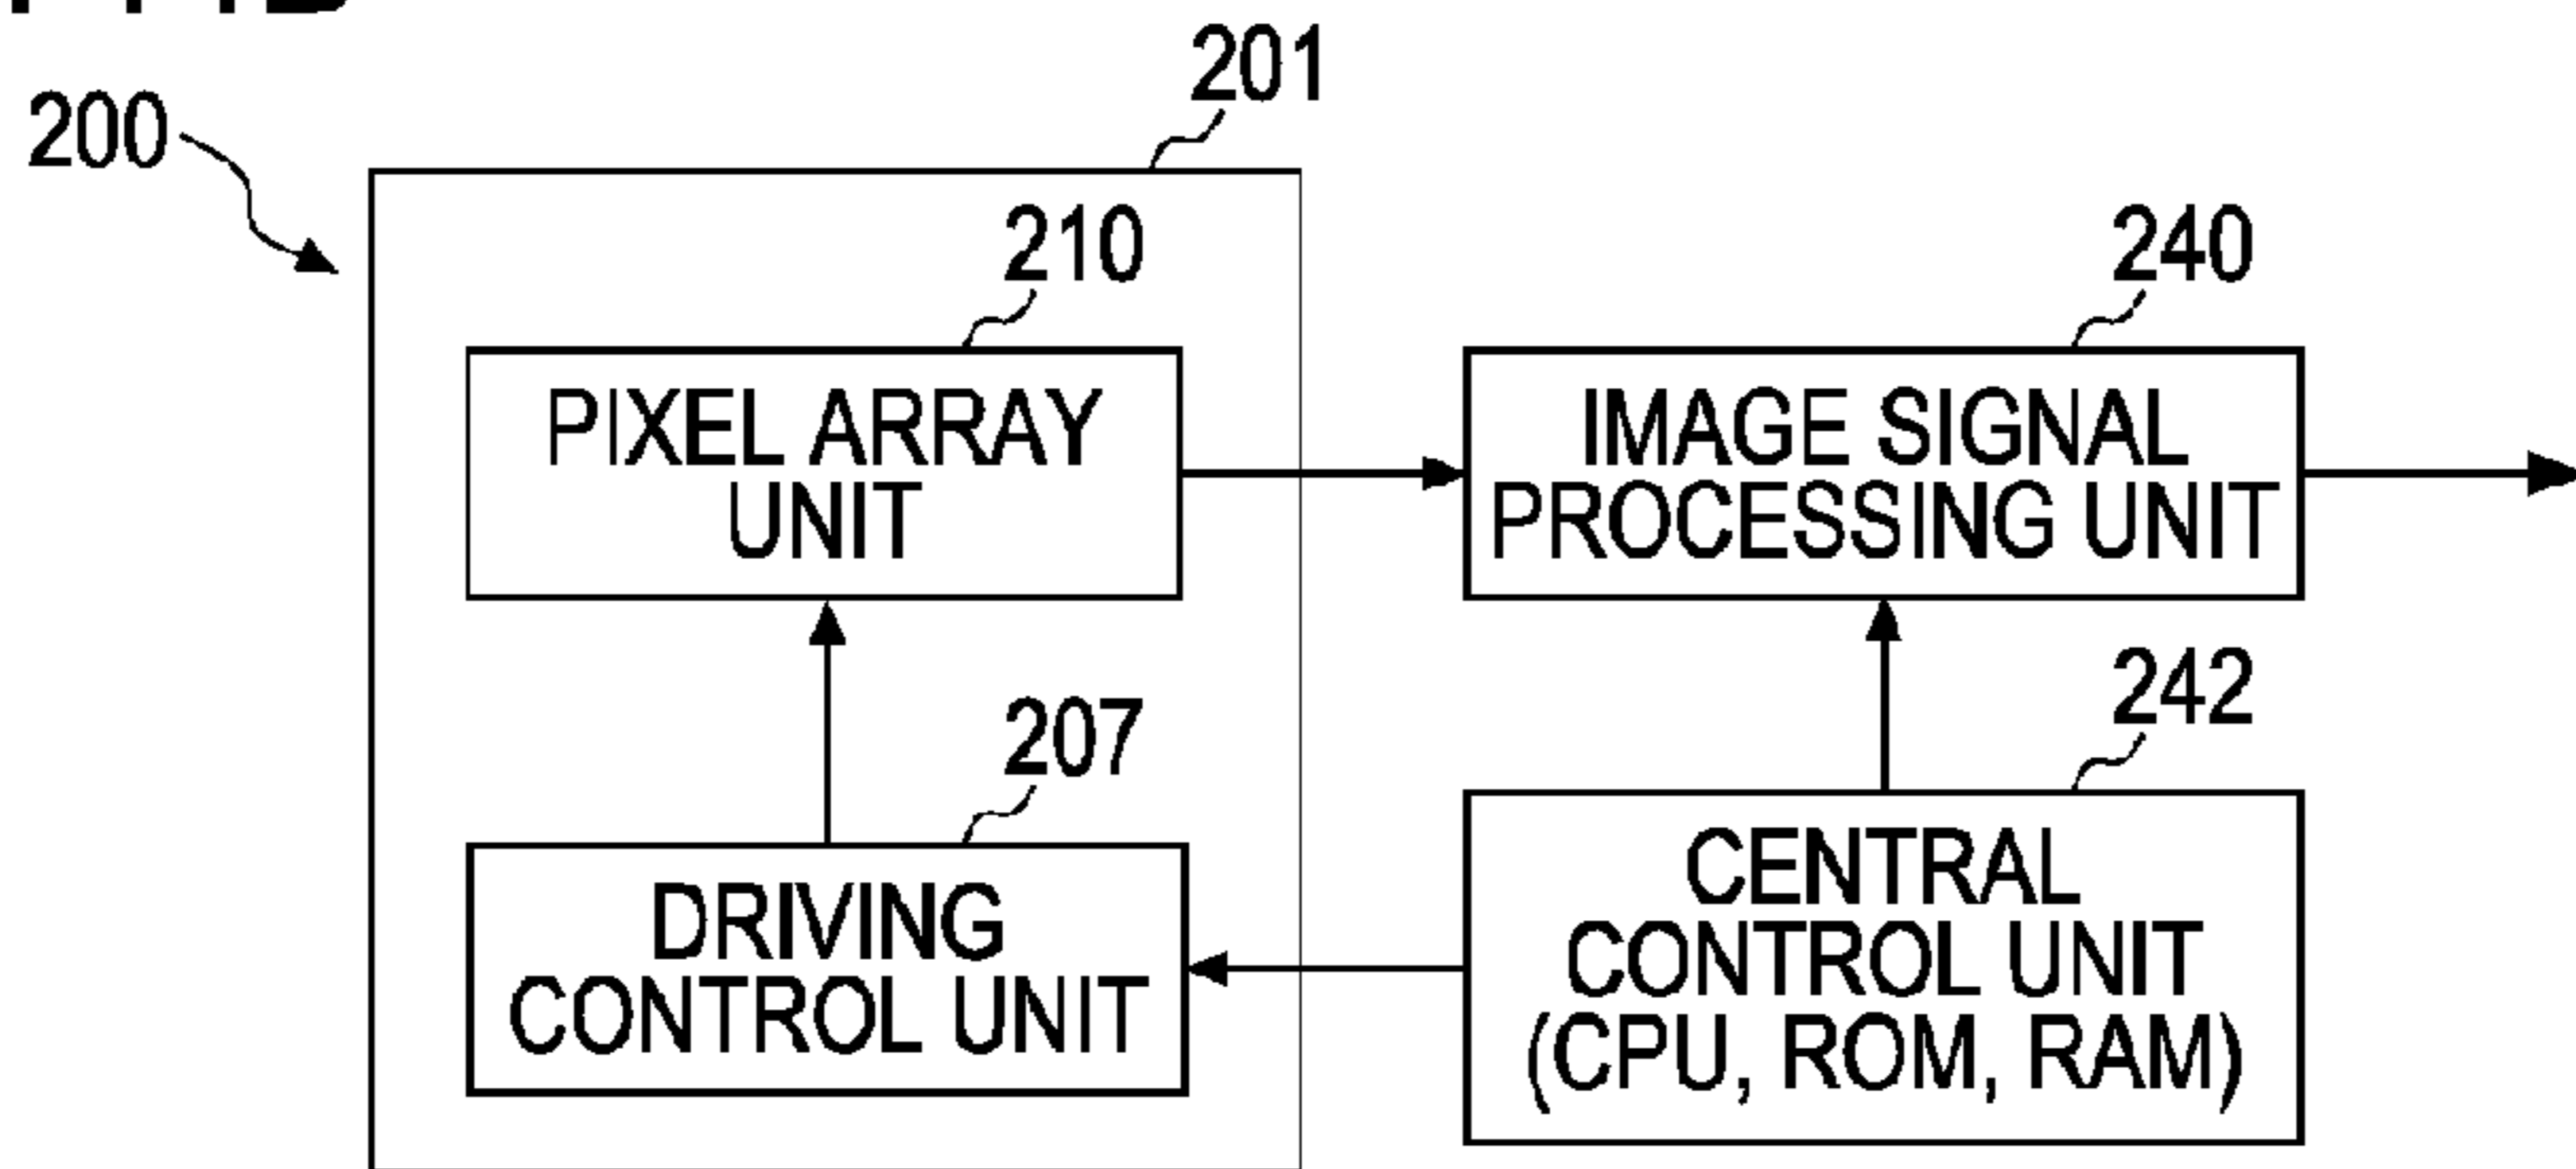 201
200
210
240
PIXEL ARRAY
UNIT
IMAGE SIGNAL
PROCESSING UNIT
207
242
DRIVING
CONTROL UNIT
CENTRAL
CONTROL UNIT
(CPU, ROM, RAM)